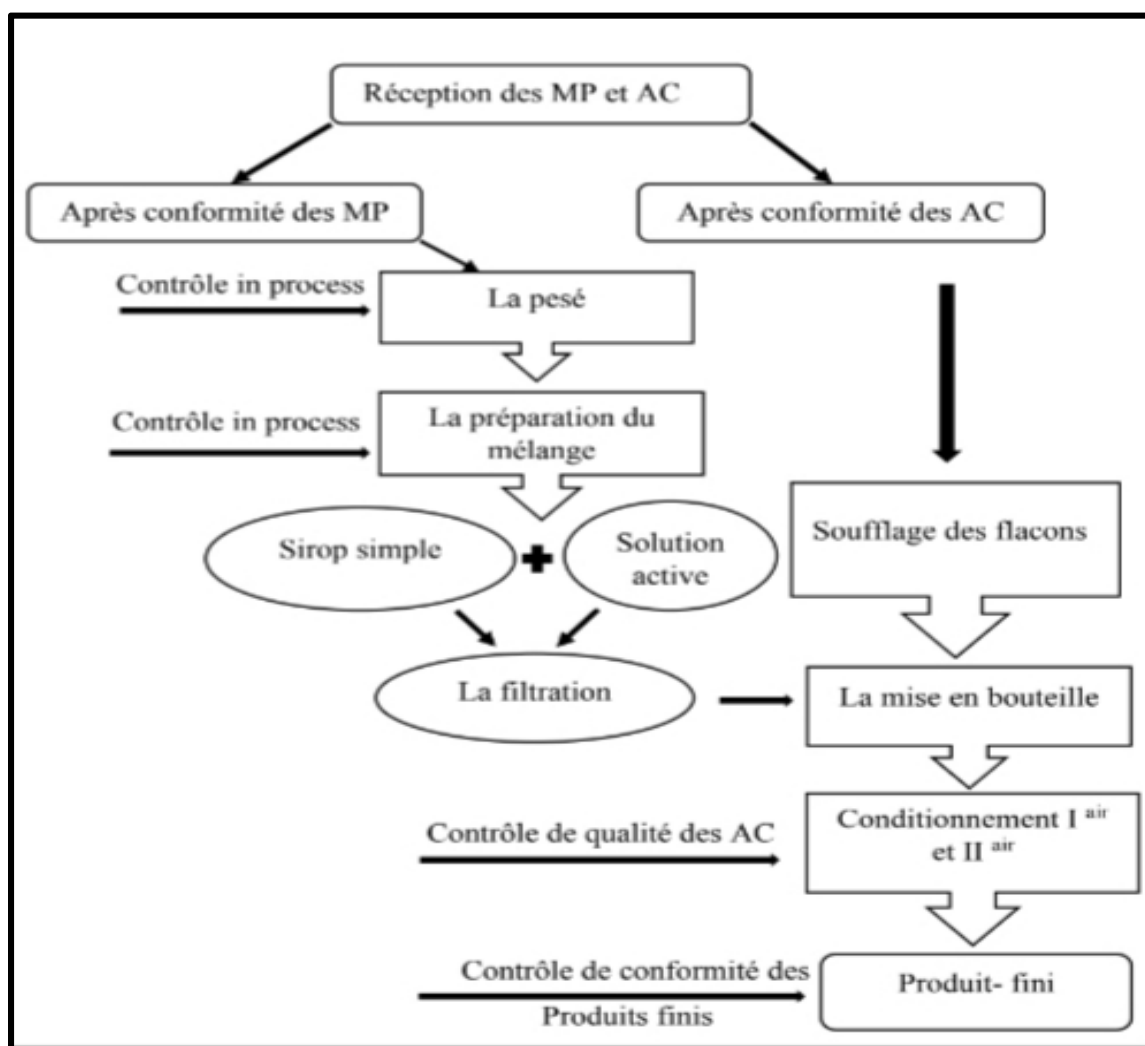 Réception des MP et AC
Après conformité des MP
Après conformité des AC
Contrôle in process
La pesé
Contrôle in process
La préparation du
mélange
Sirop simple
Solution
active
Soufflage des flacons
La filtration
La mise en bouteille
Contrôle de qualité des AC
Conditionnement I air
et II air
Contrôle de conformité des
Produits finis
Produit- fini